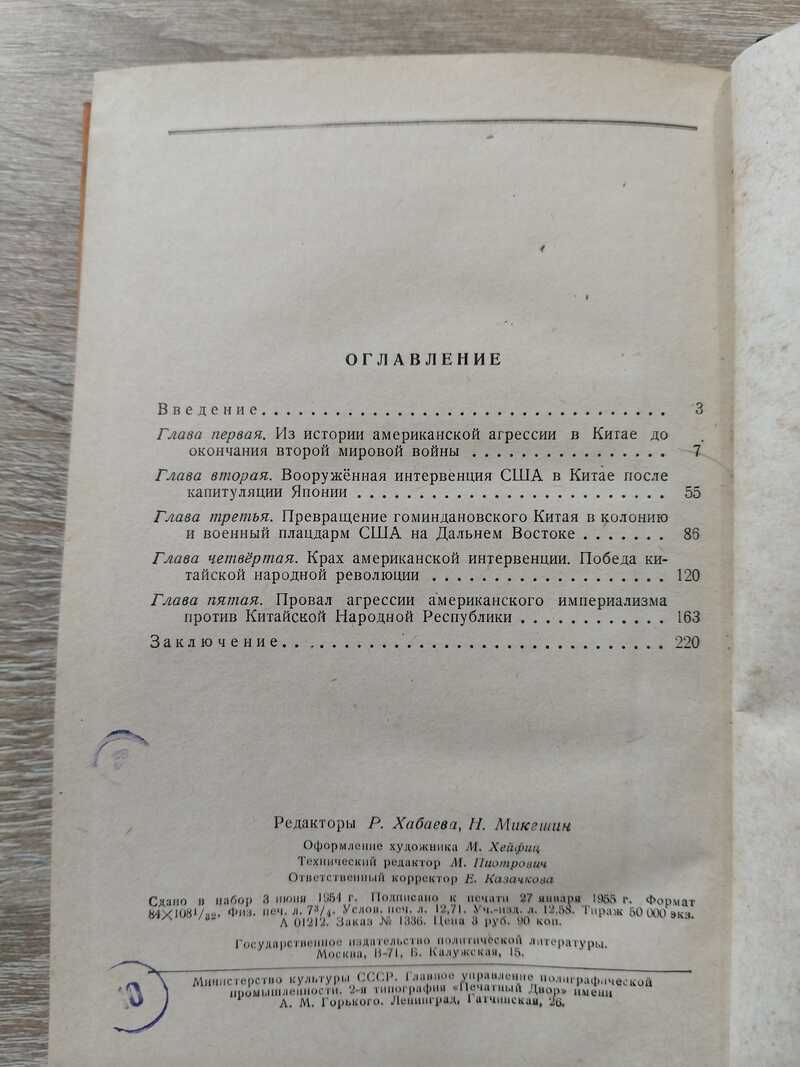 ОГЛАВЛЕНИЕ
Введение. . . . . . . . . . . . . . . . . . . . . . . . . . . . . . . . . 3
Глава первая. Из истории американской агрессии в Китае до
окончания второй мировой войны . . . . . . . . . . . . . . . . 7
Глава вторая. Вооружённая интервенция США в Китае после
капитуляции Японии . . . . . . . . . . . . . . . . . . . . . . . . . 55
Глава третья. Превращение гоминдановского Китая в колонию
и военный плацдарм США на Дальнем Востоке . . . . . . . 86
Глава четвёртая. Крах американской интервенции. Победа ки-
тайской народной революции . . . . . . . . . . . . . . . . . . . 120
Глава пятая. Провал агрессии американского империализма
против Китайской Народной Республики . . . . . . . . . . . . 163
Заключение. . . . . . . . . . . . . . . . . . . . . . . . . . . . . . . 220
Редакторы Р. Хабаева, Н. Микешин
Оформление художника М. Хейфиц
Технический редактор М. Пиотрович
Ответственный корректор Е. Казачкова
Сдано в набор 3 июня 1954 г. Подписано к печати 27 января 1955 г. Формат
84×108¹/₃₂. Физ. печ. л. 7³/₄. Услов. печ. л. 12,71. Уч.-изд. л. 12,58. Тираж 50 000 экз.
А 01212. Заказ № 1336. Цена 3 руб. 90 коп.
Государственное издательство политической литературы.
Москва, В-71, Б. Калужская, 15.
Министерство культуры СССР. Главное управление полиграфической
промышленности. 2-я типография «Печатный Двор» имени
А. М. Горького. Ленинград, Гатчинская, 26.